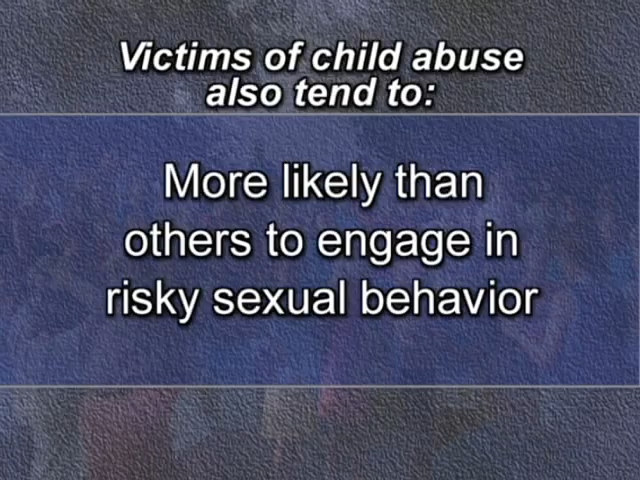 Victims of child abuse
also tend to:
More likely than
others to engage in
risky sexual behavior